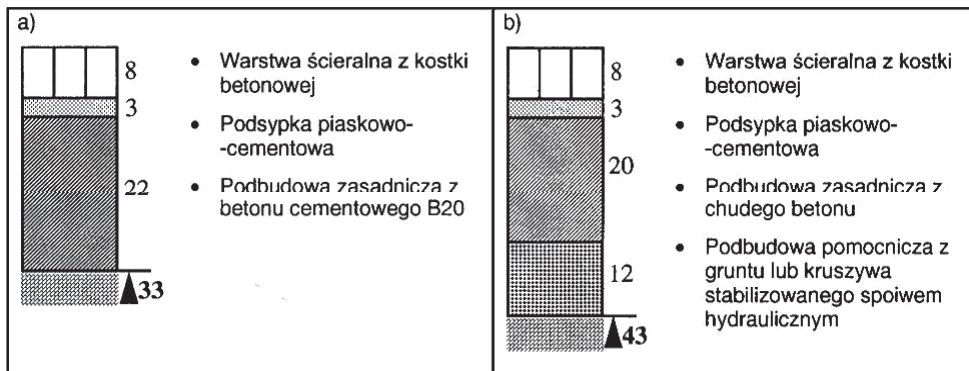 a)
8
3
22
33
• Warstwa ścieralna z kostki
betonowej
• Podsypka piaskowo-
-cementowa
• Podbudowa zasadnicza z
betonu cementowego B20
b)
8
3
20
12
43
• Warstwa ścieralna z kostki
betonowej
• Podsypka piaskowo-
-cementowa
• Podbudowa zasadnicza z
chudego betonu
• Podbudowa pomocnicza z
gruntu lub kruszywa
stabilizowanego spoiwem
hydraulicznym